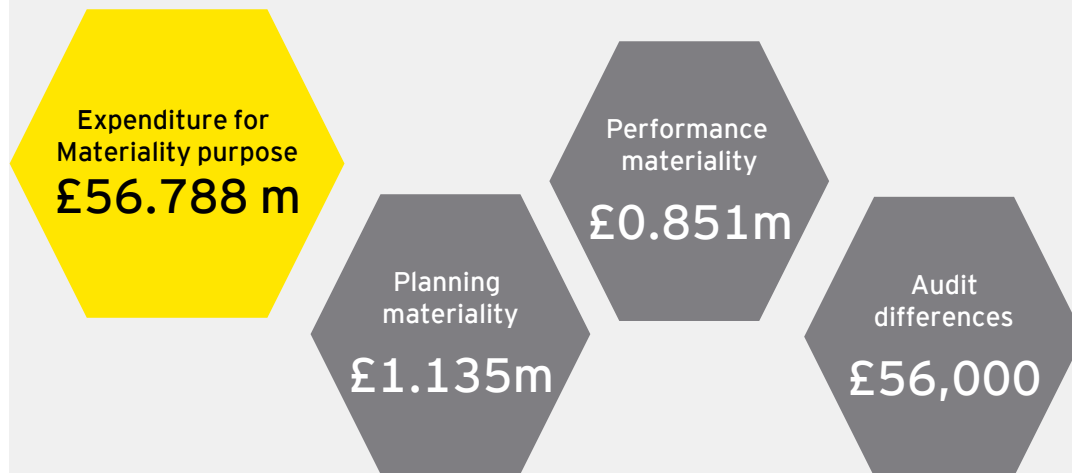 Expenditure for
Materiality purpose
£56.788 m
Planning
materiality
£1.135m
Performance
materiality
£0.851m
Audit
differences
£56,000